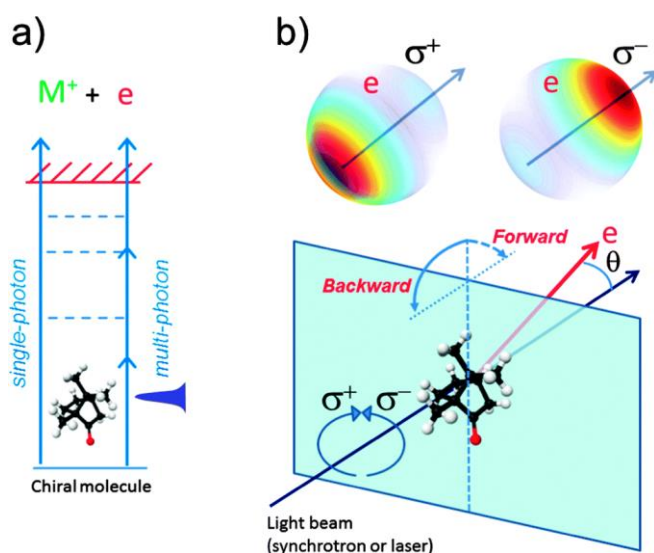 a)
M⁺ + e
single-photon
multi-photon
Chiral molecule
b)
σ⁺
e
σ⁻
e
Forward
Backward
e
θ
σ⁺ σ⁻
Light beam
(synchrotron or laser)